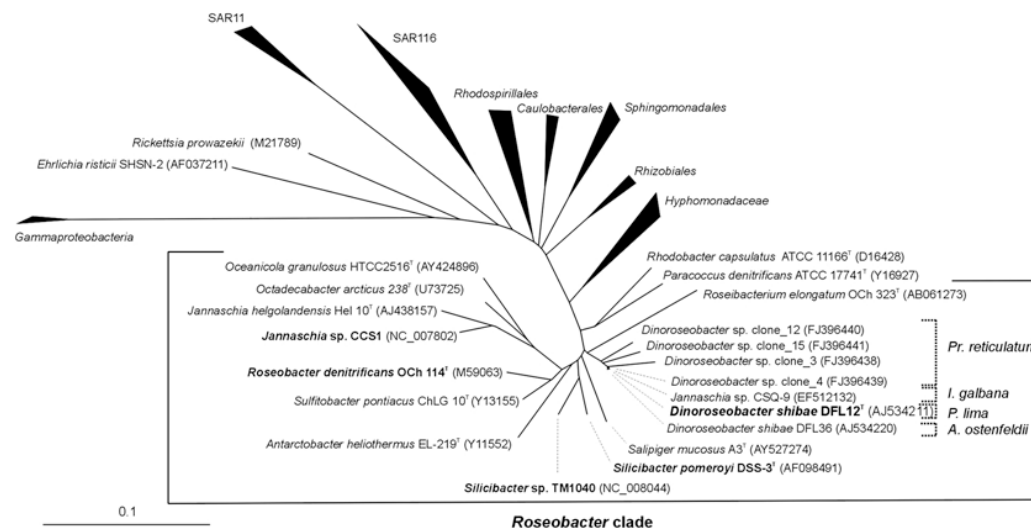 SAR11
SAR116
Rhodospirillales
Caulobacterales
Sphingomonadales
Rickettsia prowazekii (M21789)
Ehrlichia risticii SHSN-2 (AF037211)
Rhizobiales
Hyphomonadaceae
Gammaproteobacteria
Oceanicola granulosus HTCC2516ᵀ (AY424896)
Octadecabacter arcticus 238ᵀ (U73725)
Jannaschia helgolandensis Hel 10ᵀ (AJ438157)
Jannaschia sp. CCS1 (NC_007802)
Roseobacter denitrificans OCh 114ᵀ (M59063)
Sulfitobacter pontiacus ChLG 10ᵀ (Y13155)
Antarctobacter heliothermus EL-219ᵀ (Y11552)
Silicibacter sp. TM1040 (NC_008044)
Rhodobacter capsulatus ATCC 11166ᵀ (D16428)
Paracoccus denitrificans ATCC 17741ᵀ (Y16927)
Roseibacterium elongatum OCh 323ᵀ (AB061273)
Dinoroseobacter sp. clone_12 (FJ396440)
Dinoroseobacter sp. clone_15 (FJ396441)
Dinoroseobacter sp. clone_3 (FJ396438)
Dinoroseobacter sp. clone_4 (FJ396439)
Jannaschia sp. CSQ-9 (EF512132)
Dinoroseobacter shibae DFL12ᵀ (AJ534211)
Dinoroseobacter shibae DFL36 (AJ534220)
Salipiger mucosus A3ᵀ (AY527274)
Silicibacter pomeroyi DSS-3ᵀ (AF098491)
Pr. reticulatum
I. galbana
P. lima
A. ostenfeldii
0.1
Roseobacter clade